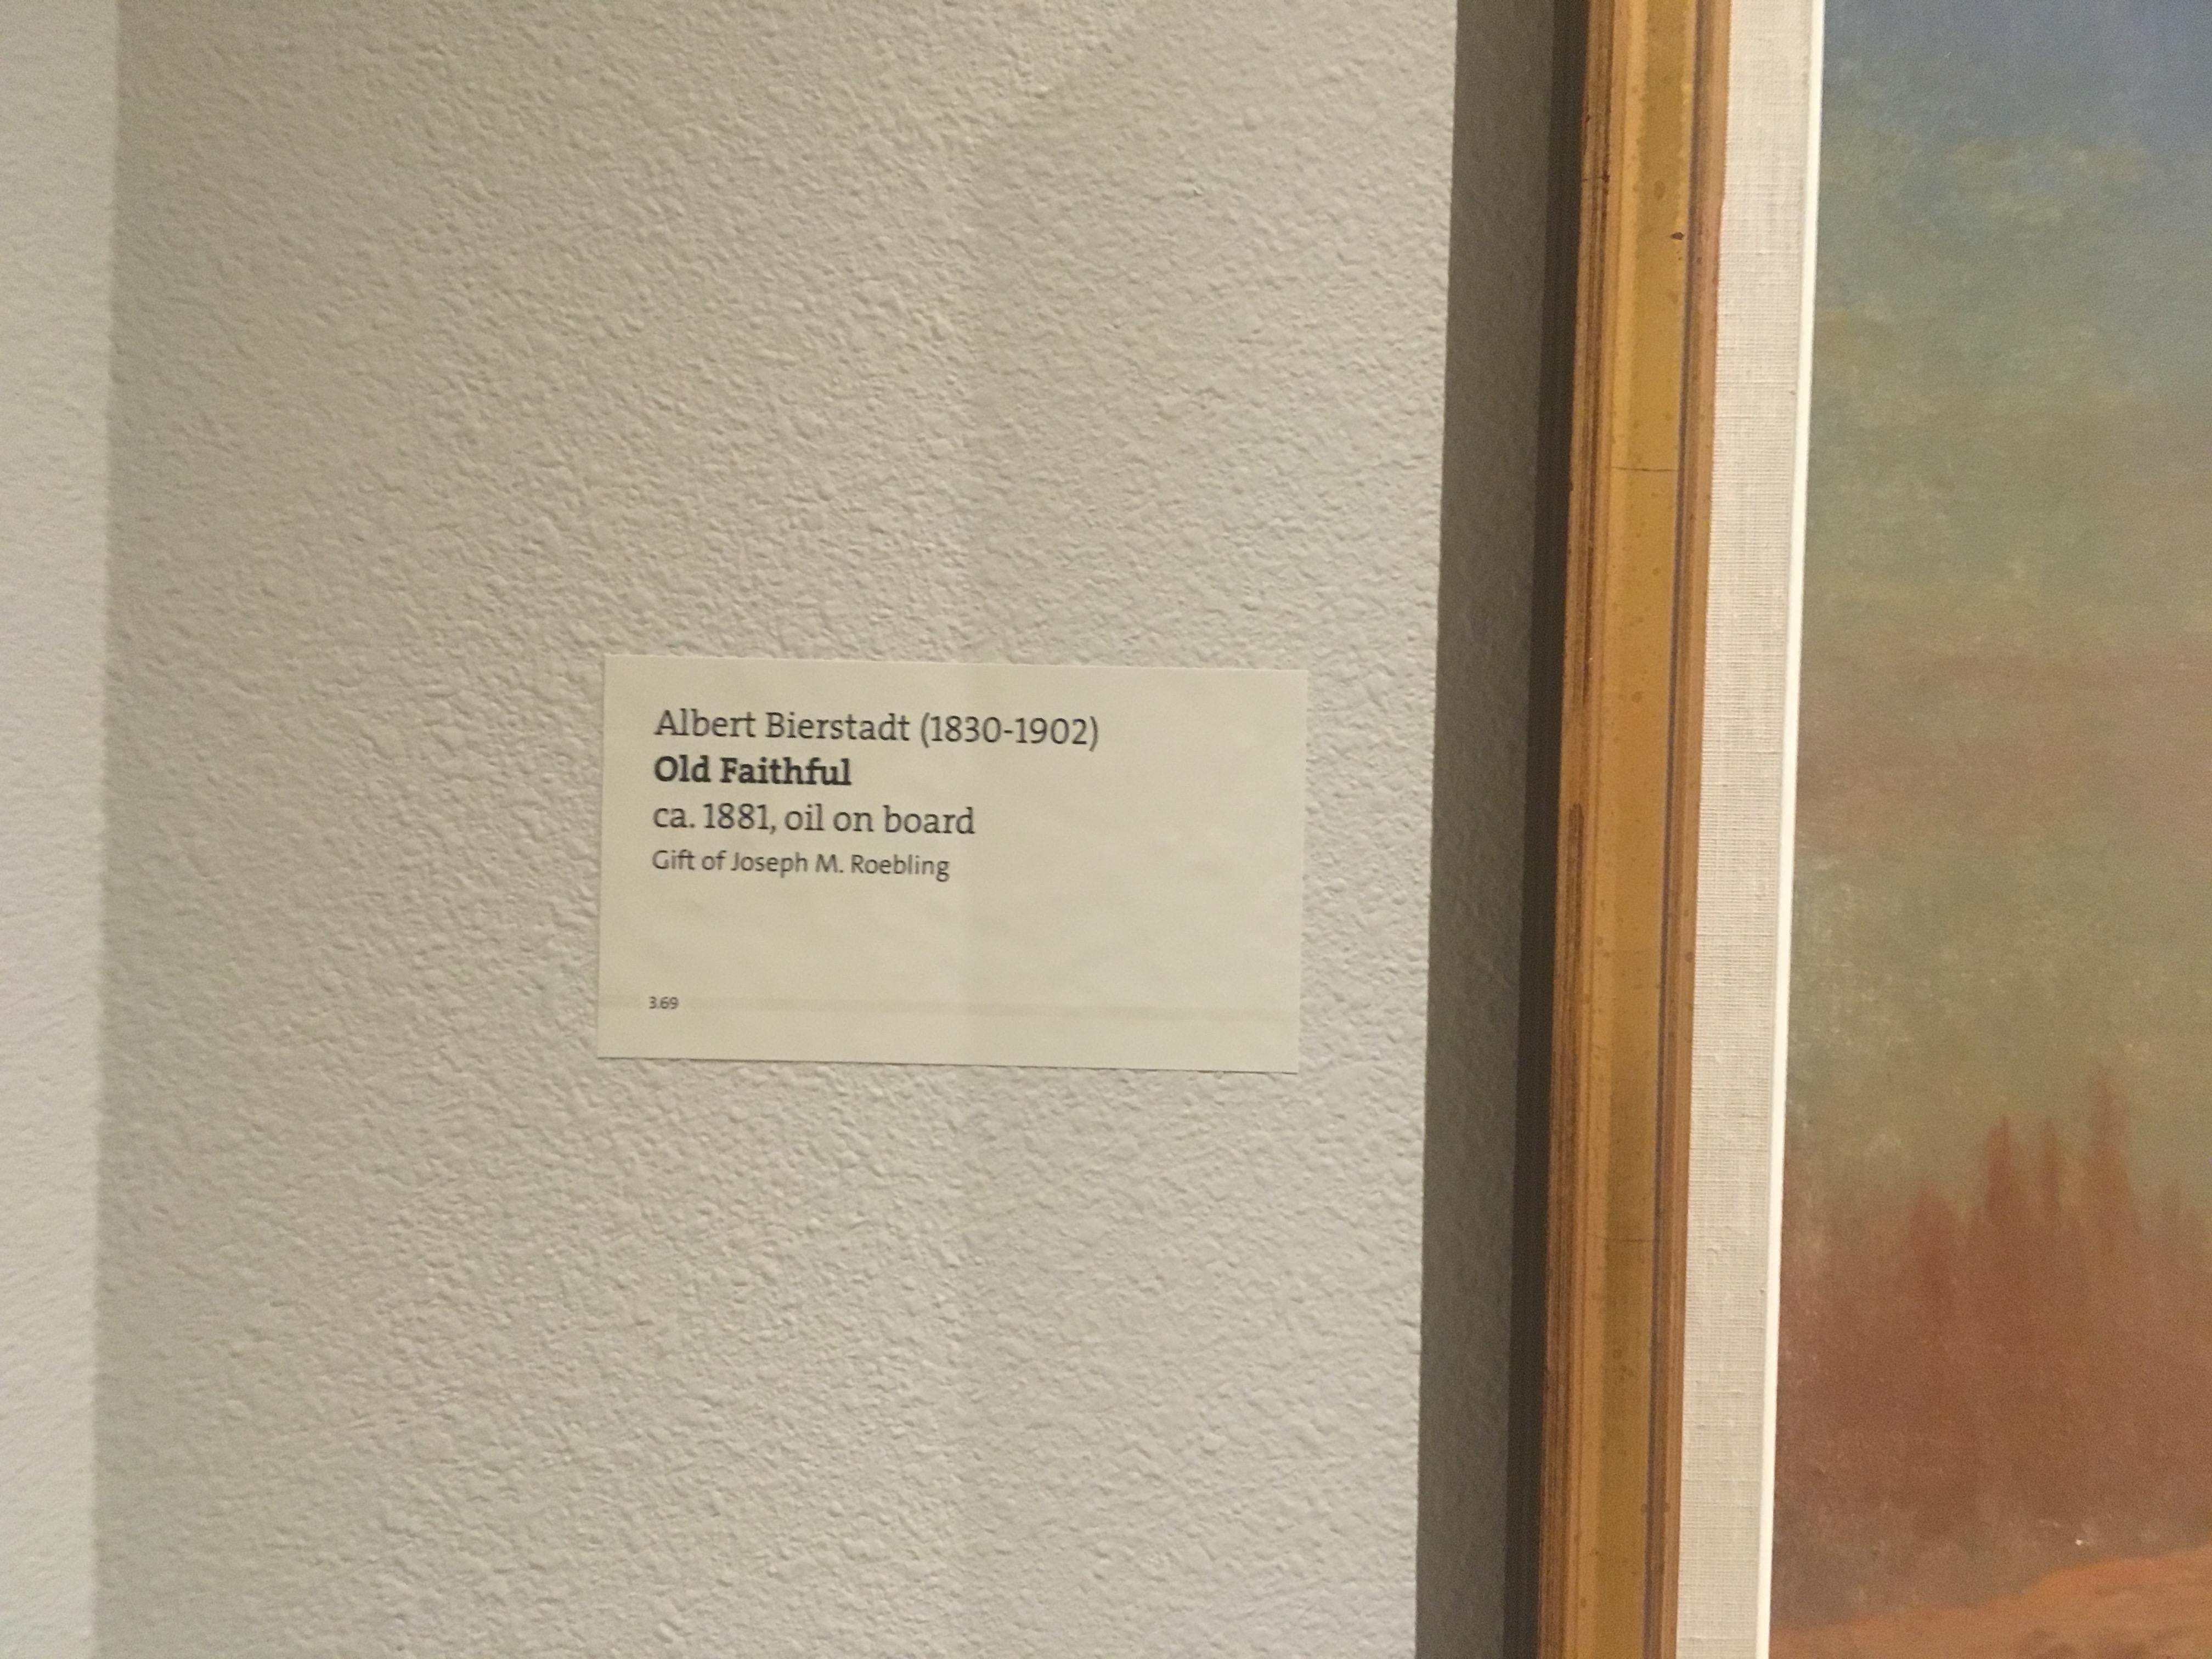 Albert Bierstadt (1830-1902)
Old Faithful
ca. 1881, oil on board
Gift of Joseph M. Roebling
3.69